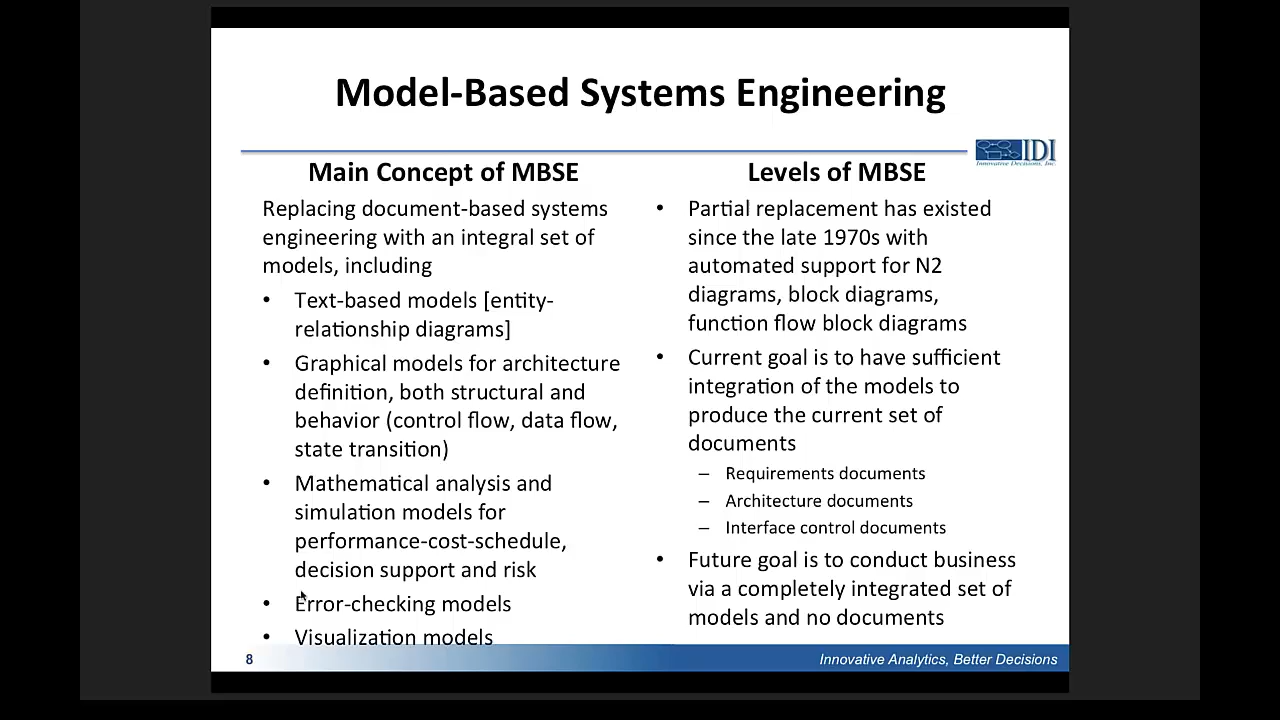 Model-Based Systems Engineering
IDI
Innovative Decisions, Inc.
Main Concept of MBSE
Replacing document-based systems
engineering with an integral set of
models, including
• Text-based models [entity-
relationship diagrams]
• Graphical models for architecture
definition, both structural and
behavior (control flow, data flow,
state transition)
• Mathematical analysis and
simulation models for
performance-cost-schedule,
decision support and risk
• Error-checking models
• Visualization models
Levels of MBSE
• Partial replacement has existed
since the late 1970s with
automated support for N2
diagrams, block diagrams,
function flow block diagrams
• Current goal is to have sufficient
integration of the models to
produce the current set of
documents
– Requirements documents
– Architecture documents
– Interface control documents
• Future goal is to conduct business
via a completely integrated set of
models and no documents
8
Innovative Analytics, Better Decisions